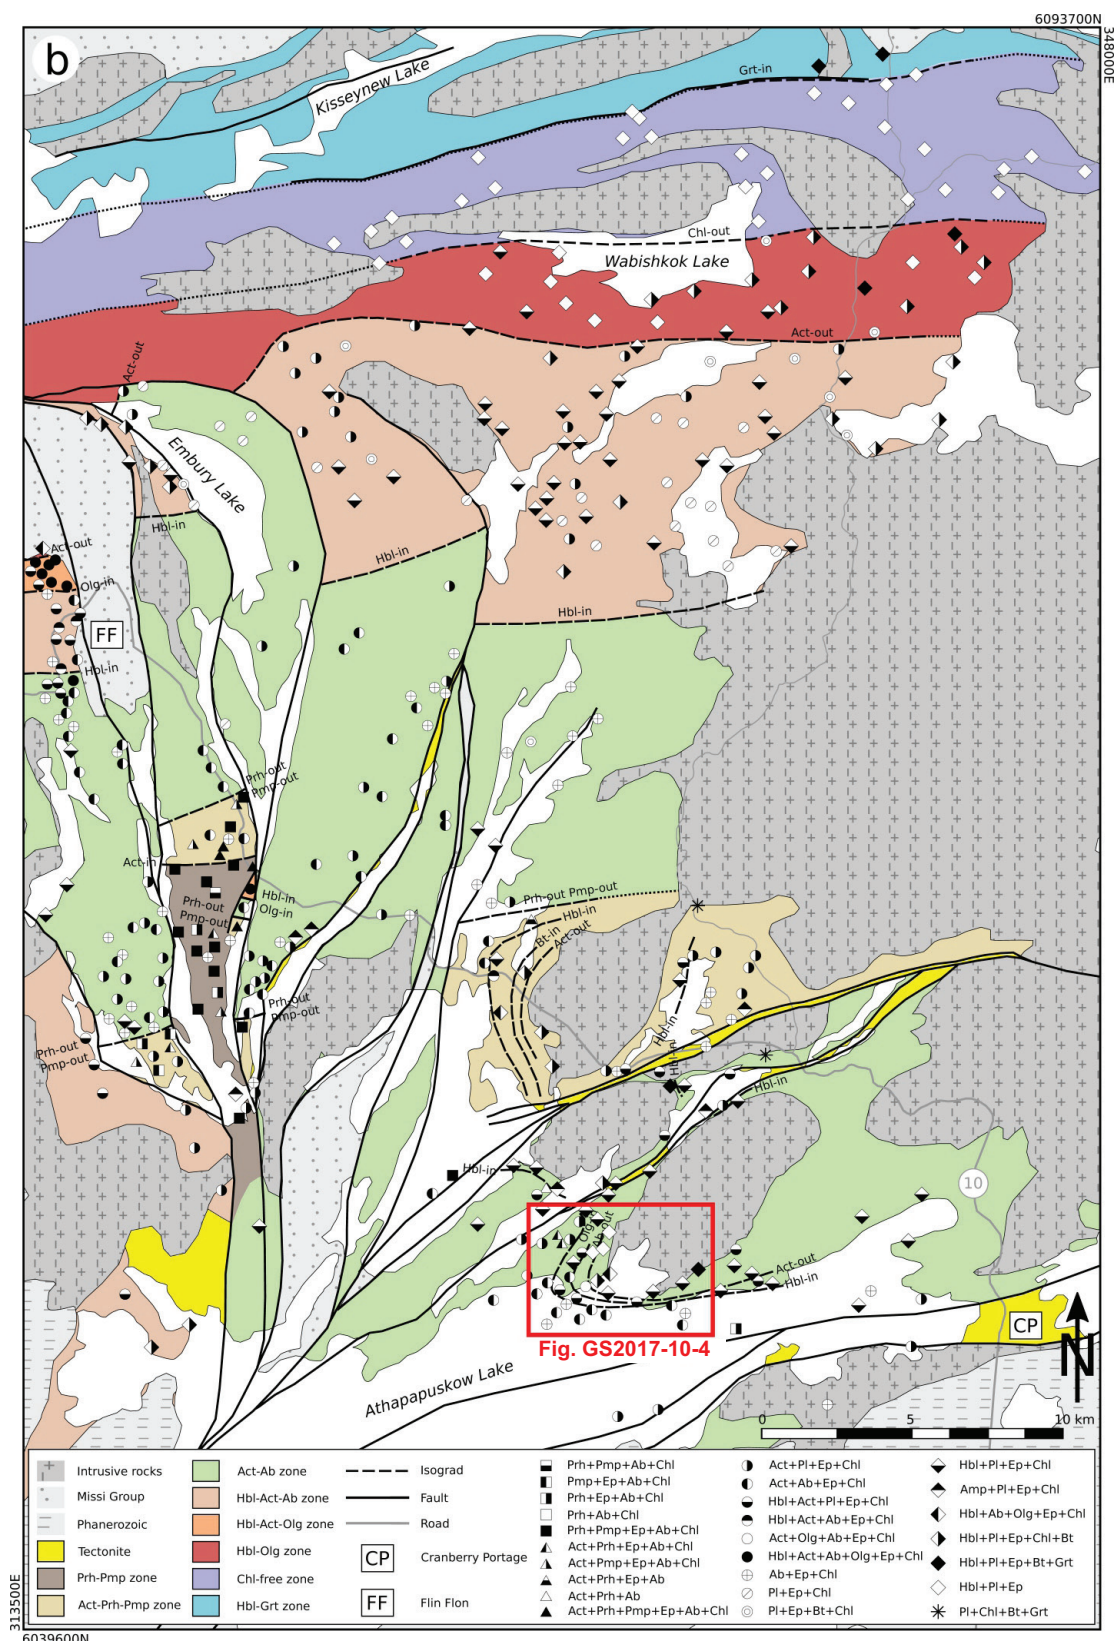 6093700N
348000E
b
Kisseynew Lake
Grt-in
Chl-out
Wabishkok Lake
Act-out
Act-out
Embury Lake
Hbl-in
Hbl-in
Hbl-in
Act-out
Olg-in
FF
Hbl-in
Prh-out
Pmp-out
Act-in
Prh-out
Pmp-out
Hbl-in
Olg-in
Prh-out Pmp-out
Hbl-in
Bt-in
Act-out
Prh-out
Pmp-out
Prh-out
Pmp-out
Hbl-in
Hbl-in
Hbl-in
Hbl-in
10
Olg-in
Ab-out
Act-out
Hbl-in
Fig. GS2017-10-4
CP
N
Athapapuskow Lake
0 5 10 km
Intrusive rocks
Missi Group
Phanerozoic
Tectonite
Prh-Pmp zone
Act-Prh-Pmp zone
Act-Ab zone
Hbl-Act-Ab zone
Hbl-Act-Olg zone
Hbl-Olg zone
Chl-free zone
Hbl-Grt zone
Isograd
Fault
Road
CP Cranberry Portage
FF Flin Flon
Prh+Pmp+Ab+Chl
Pmp+Ep+Ab+Chl
Prh+Ep+Ab+Chl
Prh+Ab+Chl
Prh+Pmp+Ep+Ab+Chl
Act+Prh+Ep+Ab+Chl
Act+Pmp+Ep+Ab+Chl
Act+Prh+Ep+Ab
Act+Prh+Ab
Act+Prh+Pmp+Ep+Ab+Chl
Act+Pl+Ep+Chl
Act+Ab+Ep+Chl
Hbl+Act+Pl+Ep+Chl
Hbl+Act+Ab+Ep+Chl
Act+Olg+Ab+Ep+Chl
Hbl+Act+Ab+Olg+Ep+Chl
Ab+Ep+Chl
Pl+Ep+Chl
Pl+Ep+Bt+Chl
Hbl+Pl+Ep+Chl
Amp+Pl+Ep+Chl
Hbl+Ab+Olg+Ep+Chl
Hbl+Pl+Ep+Chl+Bt
Hbl+Pl+Ep+Bt+Grt
Hbl+Pl+Ep
Pl+Chl+Bt+Grt
313500E
6039600N